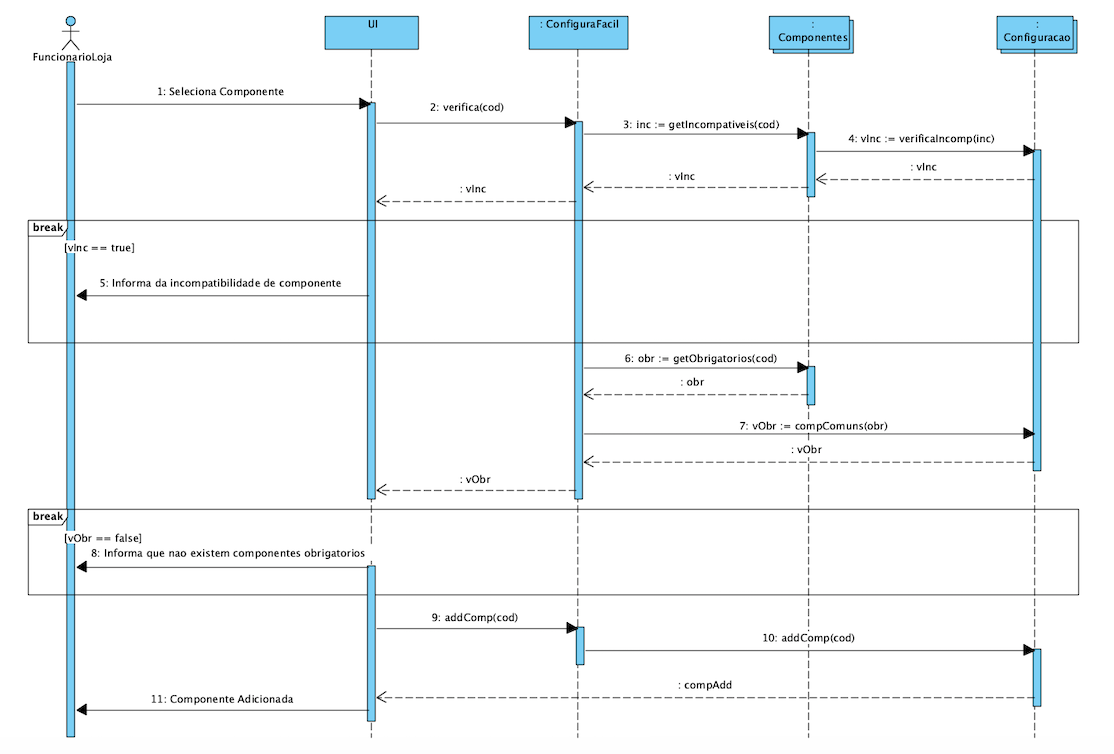 FuncionarioLoja
UI
: ConfiguraFacil
:
Componentes
:
Configuracao
1: Seleciona Componente
2: verifica(cod)
3: inc := getIncompativeis(cod)
4: vInc := verificaIncomp(inc)
: vInc
: vInc
: vInc
break
[vInc == true]
5: Informa da incompatibilidade de componente
6: obr := getObrigatorios(cod)
: obr
7: vObr := compComuns(obr)
: vObr
: vObr
break
[vObr == false]
8: Informa que nao existem componentes obrigatorios
9: addComp(cod)
10: addComp(cod)
: compAdd
11: Componente Adicionada